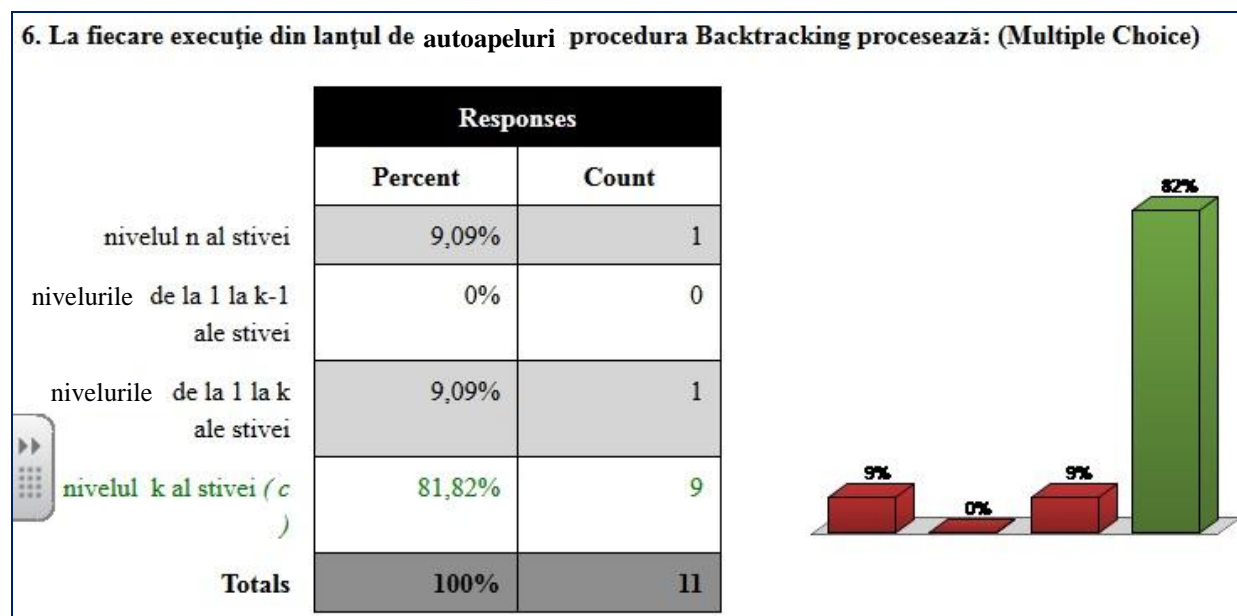 6. La fiecare execuţie din lanţul de autoapeluri procedura Backtracking procesează: (Multiple Choice)
Responses
Percent Count
nivelul n al stivei 9,09% 1
nivelurile de la 1 la k-1 0% 0
ale stivei
nivelurile de la 1 la k 9,09% 1
ale stivei
nivelul k al stivei ( c 81,82% 9
)
Totals 100% 11
9% 0% 9% 82%